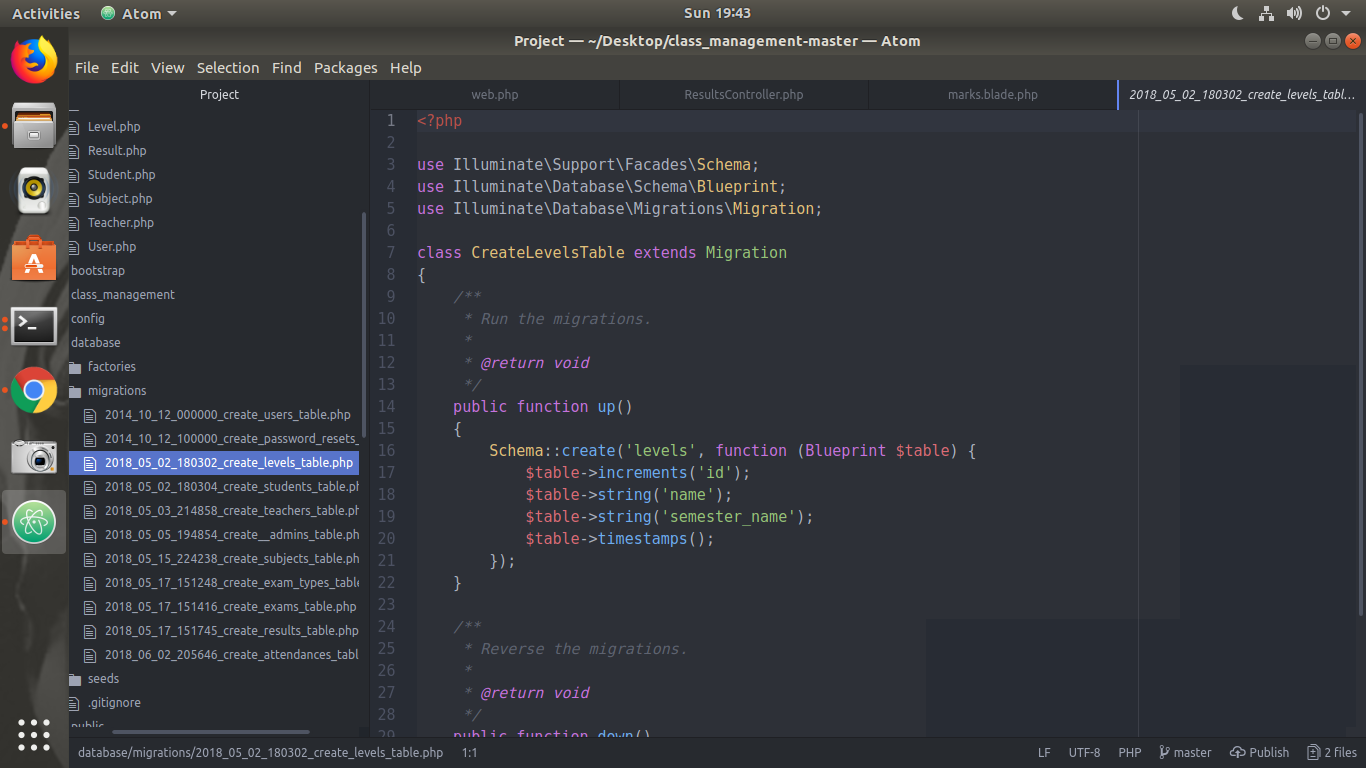 Activities Atom Sun 19:43
Project — ~/Desktop/class_management-master — Atom
File Edit View Selection Find Packages Help
Project
Level.php
Result.php
Student.php
Subject.php
Teacher.php
User.php
bootstrap
class_management
config
database
factories
migrations
2014_10_12_000000_create_users_table.php
2014_10_12_100000_create_password_resets_
2018_05_02_180302_create_levels_table.php
2018_05_02_180304_create_students_table.ph
2018_05_03_214858_create_teachers_table.ph
2018_05_05_194854_create__admins_table.ph
2018_05_15_224238_create_subjects_table.ph
2018_05_17_151248_create_exam_types_table
2018_05_17_151416_create_exams_table.php
2018_05_17_151745_create_results_table.php
2018_06_02_205646_create_attendances_tabl
seeds
.gitignore
public
web.php ResultsController.php marks.blade.php 2018_05_02_180302_create_levels_tabl…
1 <?php
2
3 use Illuminate\Support\Facades\Schema;
4 use Illuminate\Database\Schema\Blueprint;
5 use Illuminate\Database\Migrations\Migration;
6
7 class CreateLevelsTable extends Migration
8 {
9 /**
10 * Run the migrations.
11 *
12 * @return void
13 */
14 public function up()
15 {
16 Schema::create('levels', function (Blueprint $table) {
17 $table->increments('id');
18 $table->string('name');
19 $table->string('semester_name');
20 $table->timestamps();
21 });
22 }
23
24 /**
25 * Reverse the migrations.
26 *
27 * @return void
28 */
29 public function down()
database/migrations/2018_05_02_180302_create_levels_table.php 1:1 LF UTF-8 PHP master Publish 2 files